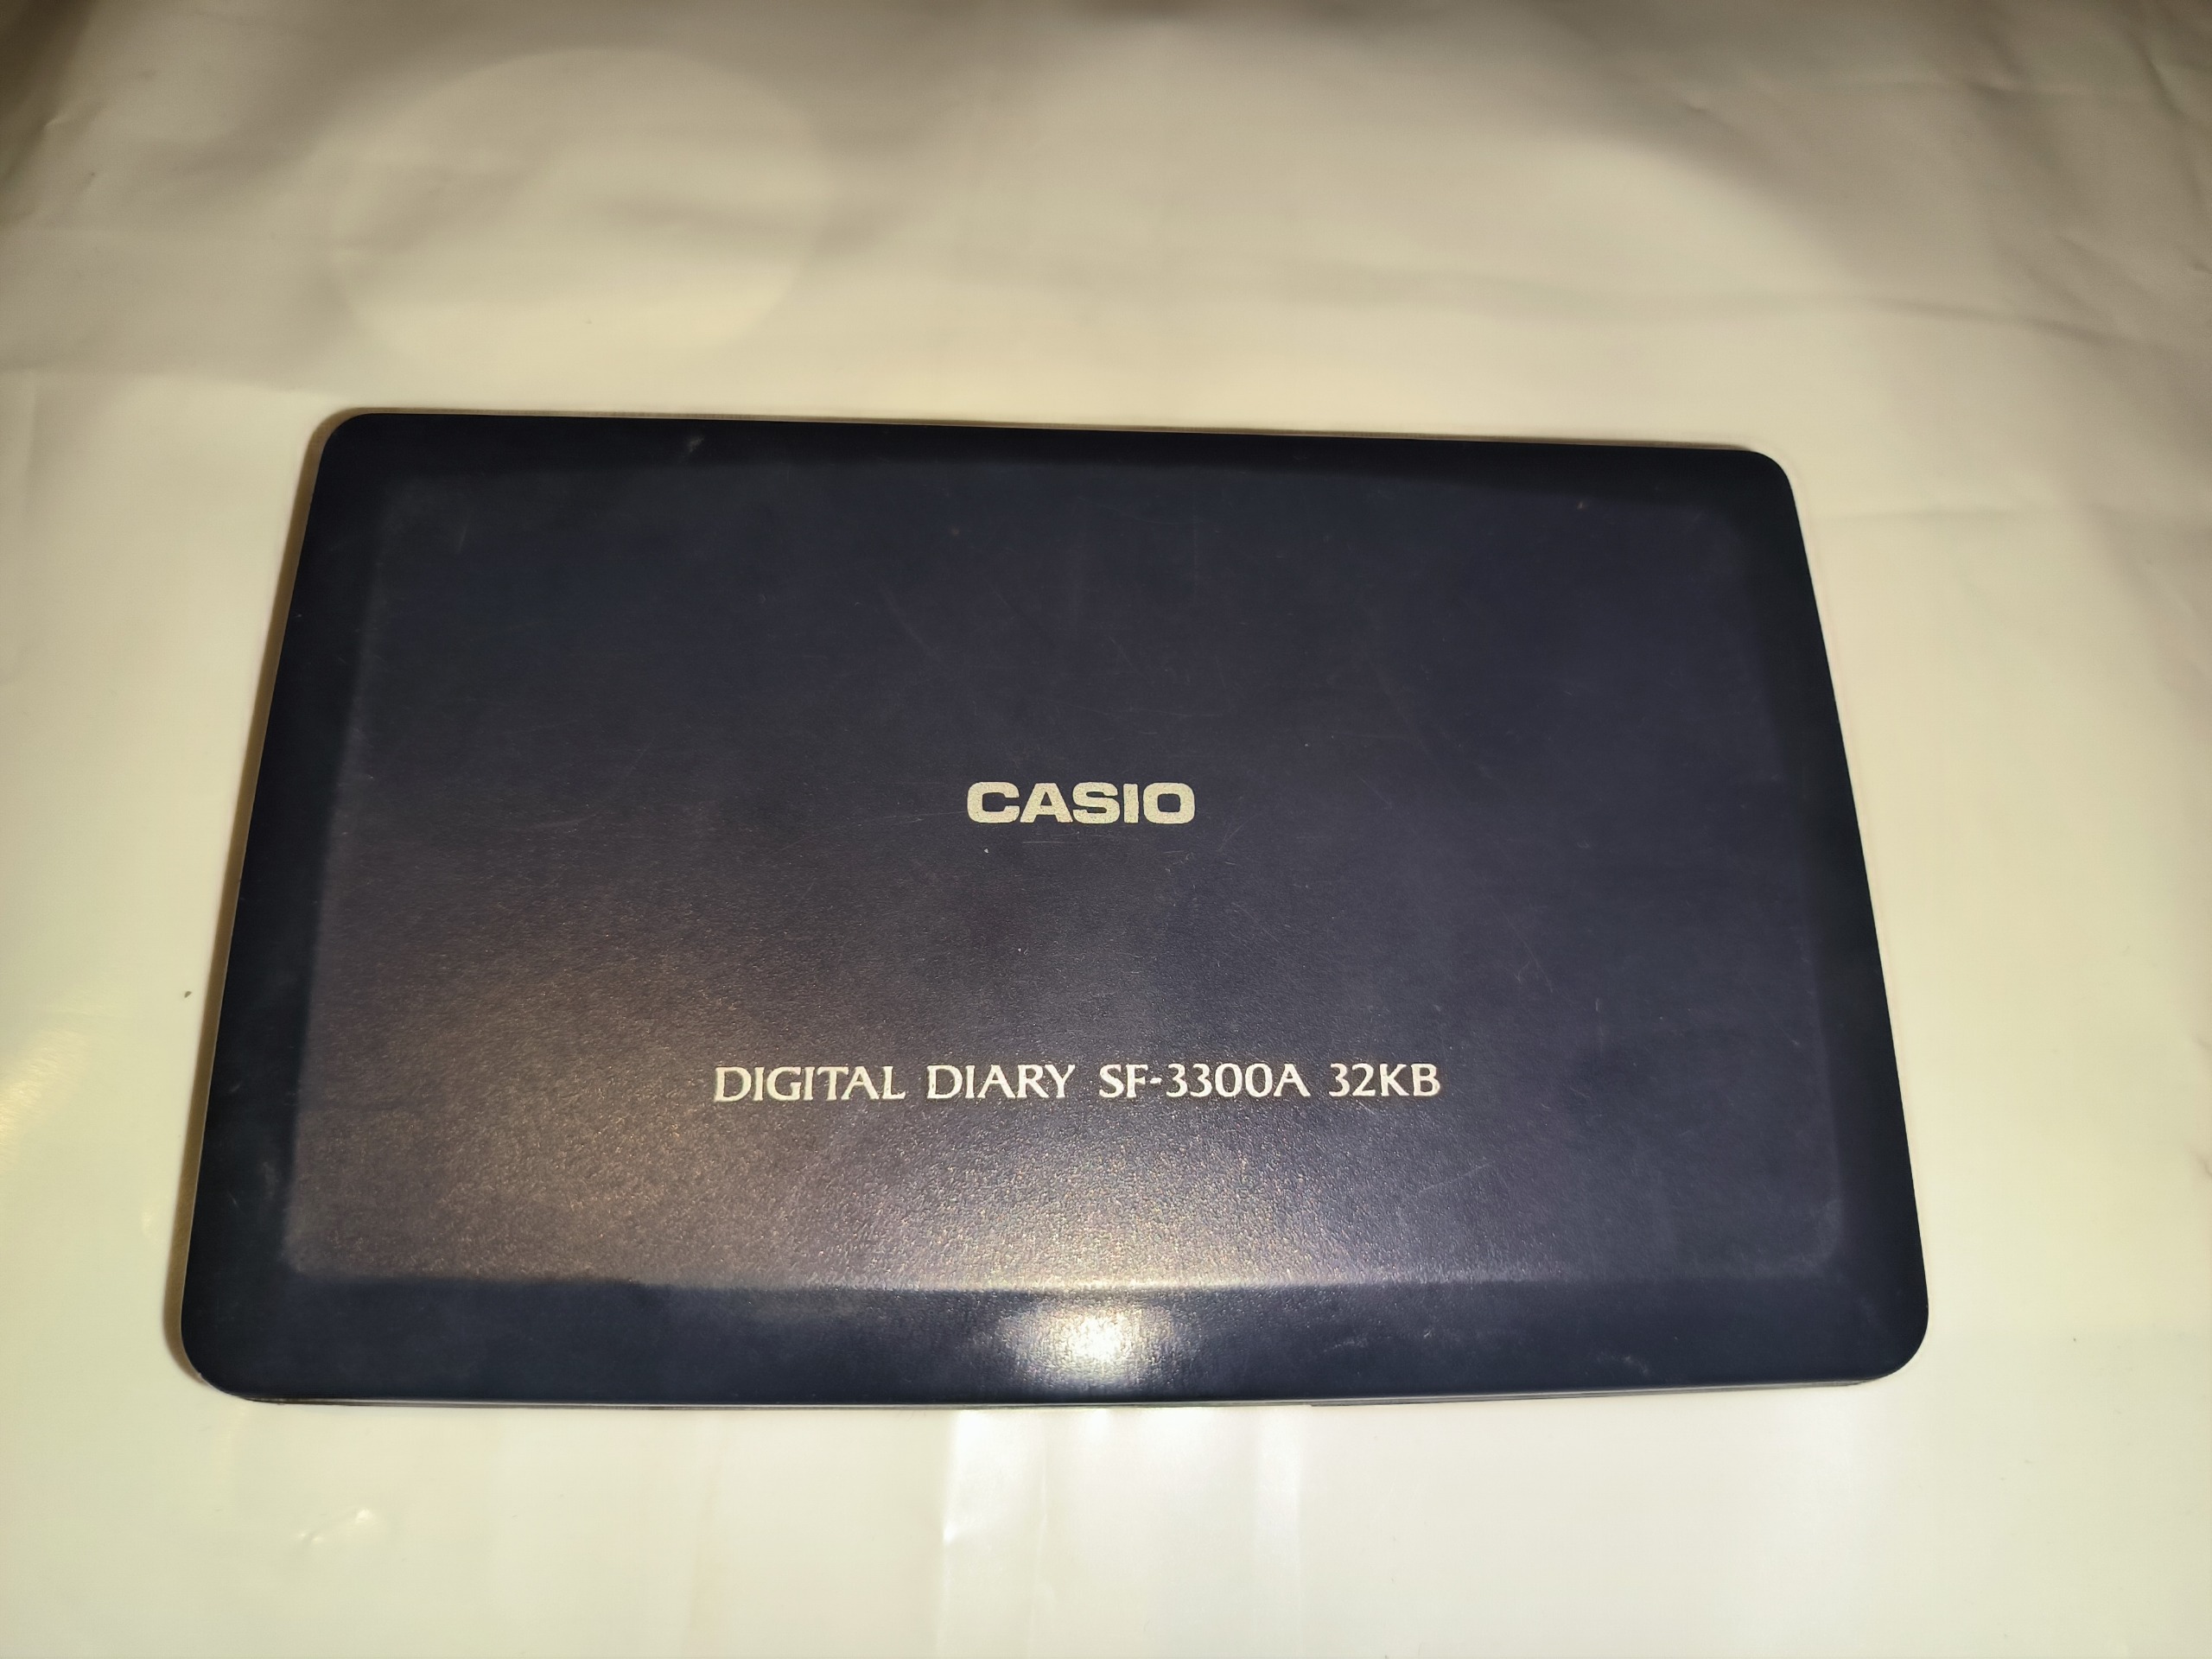 CASIO
DIGITAL DIARY SF-3300A 32KB